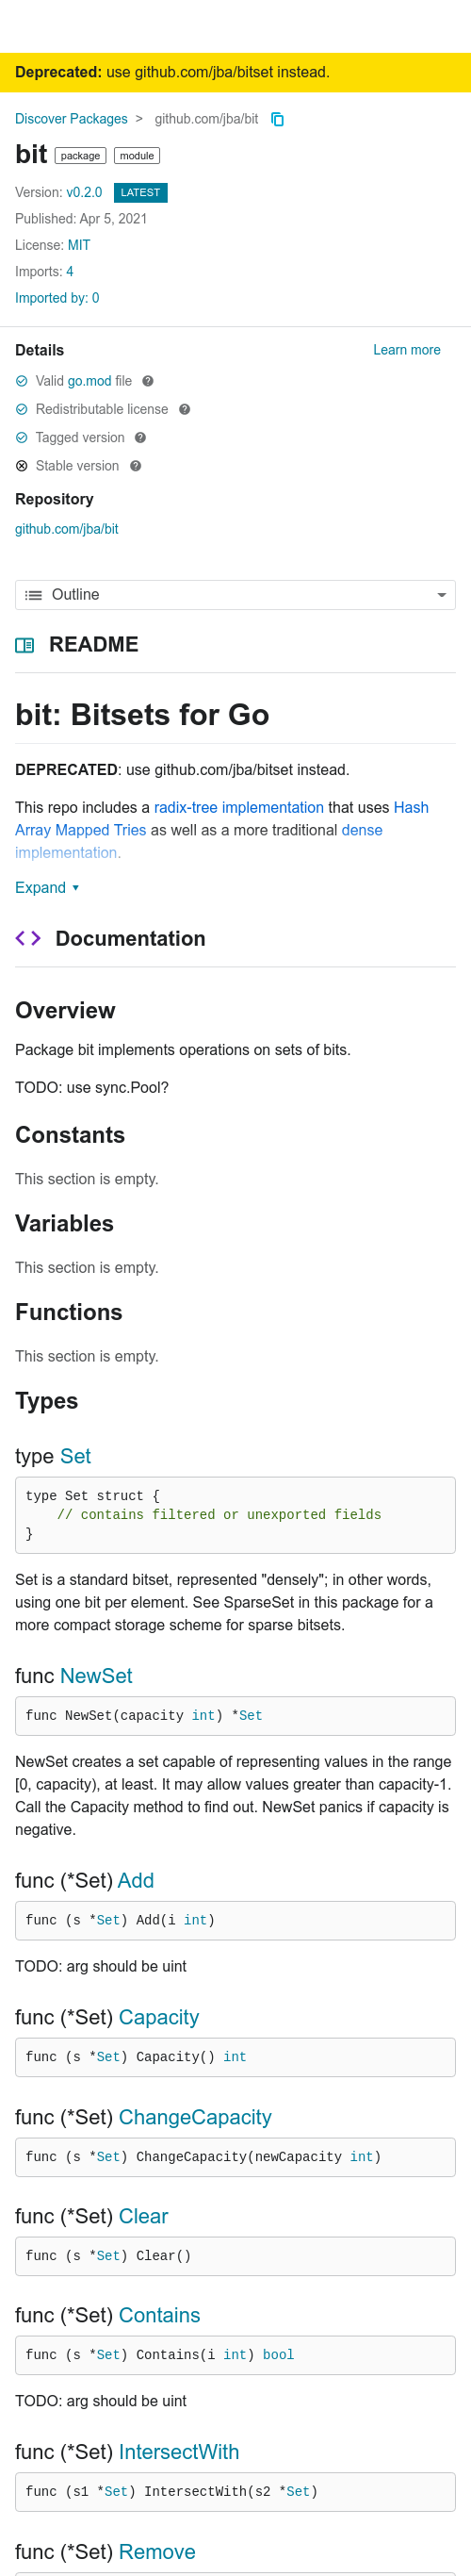 Deprecated: use github.com/jba/bitset instead.
Discover Packages > github.com/jba/bit
bit package module
Version: v0.2.0 LATEST
Published: Apr 5, 2021
License: MIT
Imports: 4
Imported by: 0
Details Learn more
Valid go.mod file
Redistributable license
Tagged version
Stable version
Repository
github.com/jba/bit
Outline
README
bit: Bitsets for Go
DEPRECATED: use github.com/jba/bitset instead.
This repo includes a radix-tree implementation that uses Hash
Array Mapped Tries as well as a more traditional dense
implementation.
Expand ▾
Documentation
Overview
Package bit implements operations on sets of bits.
TODO: use sync.Pool?
Constants
This section is empty.
Variables
This section is empty.
Functions
This section is empty.
Types
type Set
type Set struct {
    // contains filtered or unexported fields
}
Set is a standard bitset, represented "densely"; in other words,
using one bit per element. See SparseSet in this package for a
more compact storage scheme for sparse bitsets.
func NewSet
func NewSet(capacity int) *Set
NewSet creates a set capable of representing values in the range
[0, capacity), at least. It may allow values greater than capacity-1.
Call the Capacity method to find out. NewSet panics if capacity is
negative.
func (*Set) Add
func (s *Set) Add(i int)
TODO: arg should be uint
func (*Set) Capacity
func (s *Set) Capacity() int
func (*Set) ChangeCapacity
func (s *Set) ChangeCapacity(newCapacity int)
func (*Set) Clear
func (s *Set) Clear()
func (*Set) Contains
func (s *Set) Contains(i int) bool
TODO: arg should be uint
func (*Set) IntersectWith
func (s1 *Set) IntersectWith(s2 *Set)
func (*Set) Remove